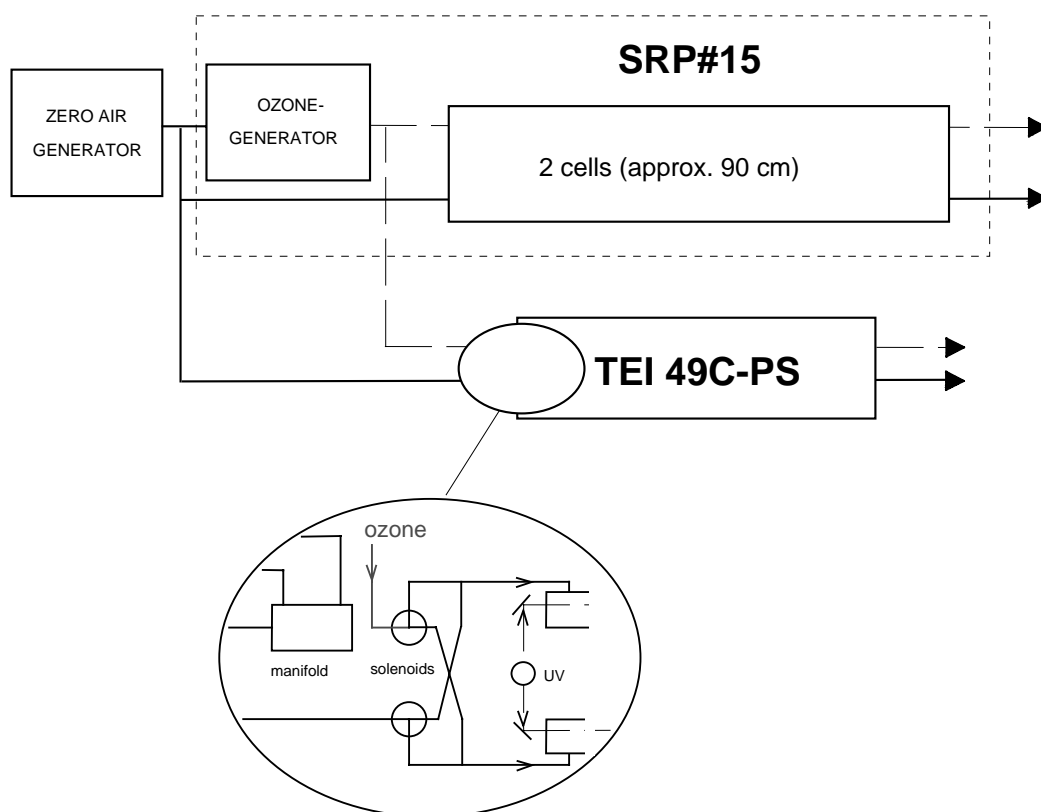 SRP#15
ZERO AIR
GENERATOR
OZONE-
GENERATOR
2 cells (approx. 90 cm)
TEI 49C-PS
ozone
manifold
solenoids
UV